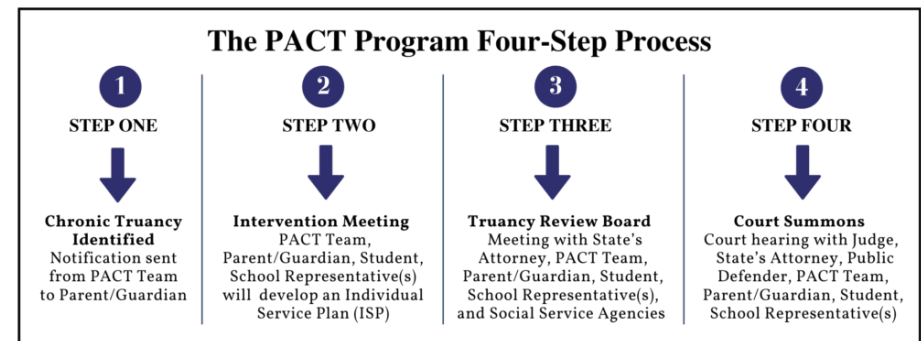 The PACT Program Four-Step Process
1
STEP ONE
Chronic Truancy
Identified
Notification sent
from PACT Team
to Parent/Guardian
2
STEP TWO
Intervention Meeting
PACT Team,
Parent/Guardian, Student,
School Representative(s)
will develop an Individual
Service Plan (ISP)
3
STEP THREE
Truancy Review Board
Meeting with State's
Attorney, PACT Team,
Parent/Guardian, Student,
School Representative(s),
and Social Service Agencies
4
STEP FOUR
Court Summons
Court hearing with Judge,
State's Attorney, Public
Defender, PACT Team,
Parent/Guardian, Student,
School Representative(s)